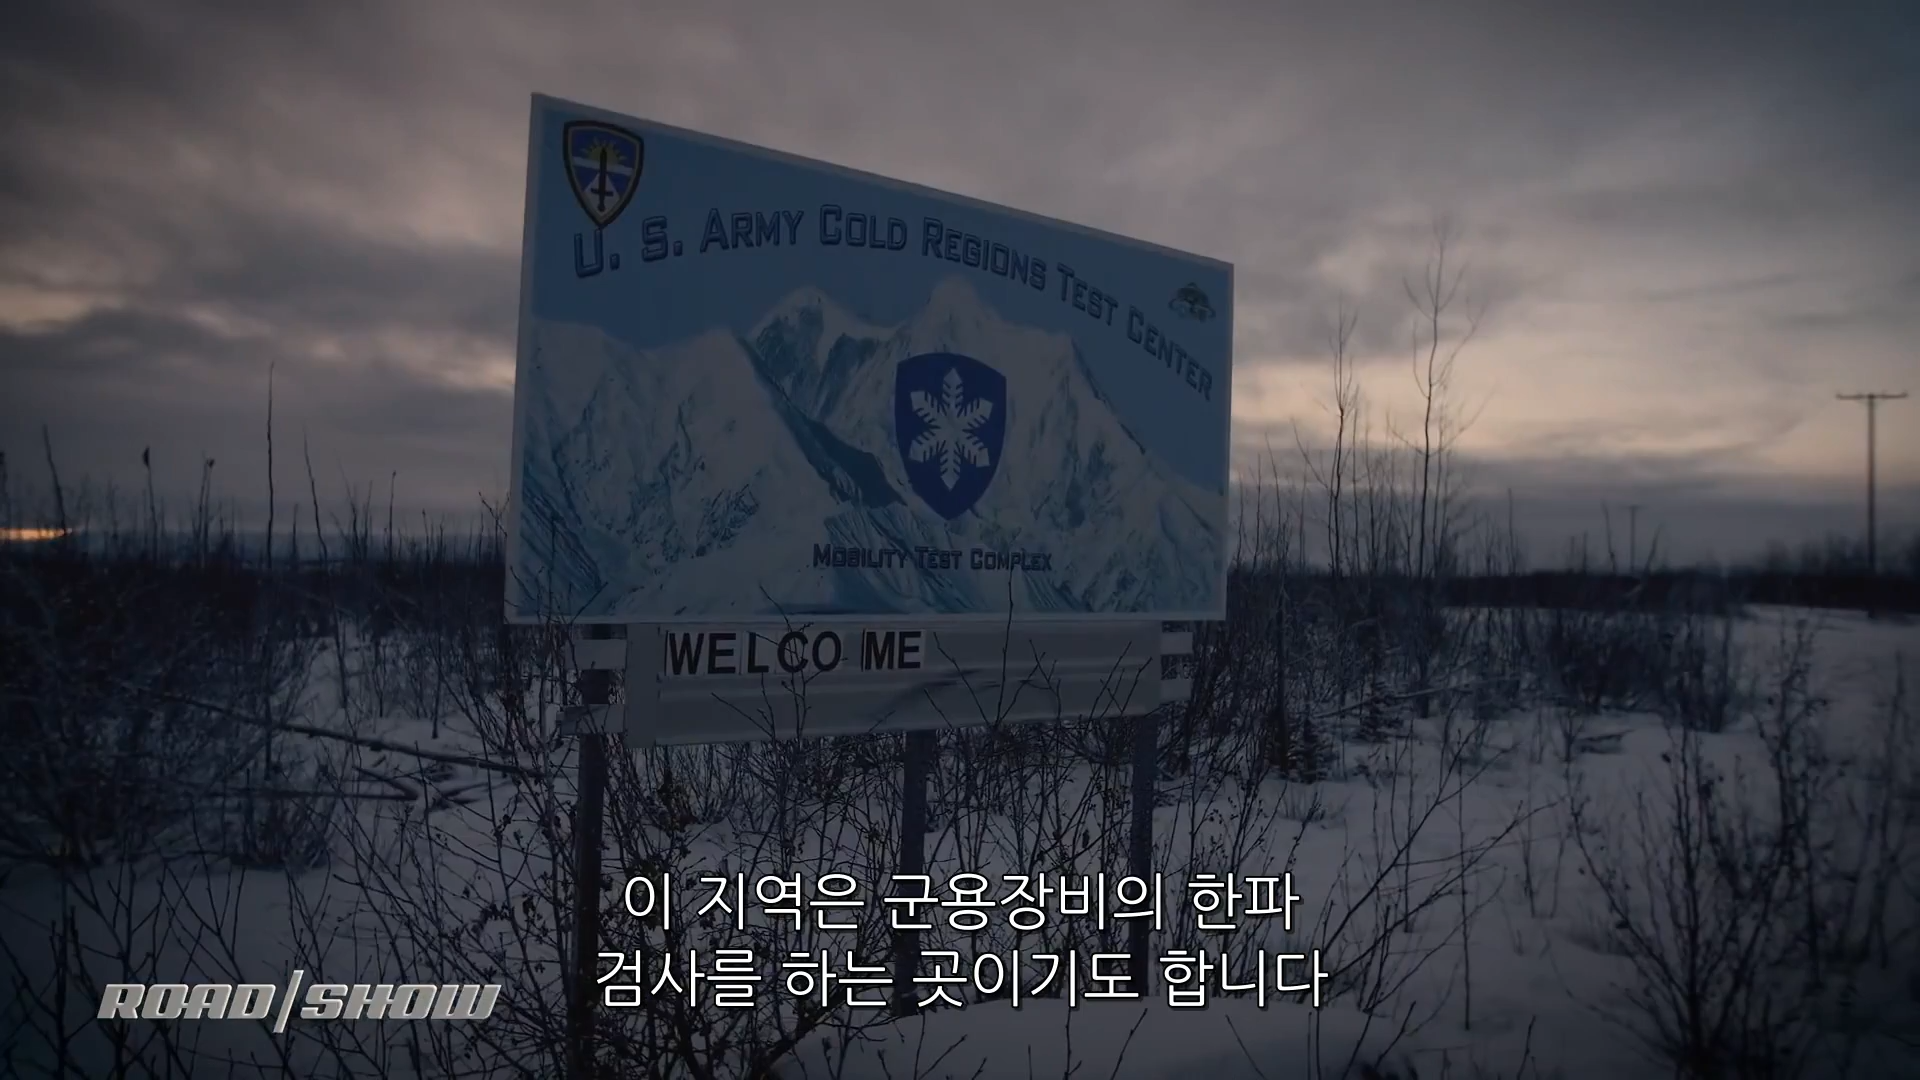 U. S. ARMY COLD REGIONS TEST CENTER
MOBILITY TEST COMPLEX
WELCOME
이 지역은 군용장비의 한파
검사를 하는 곳이기도 합니다
ROAD/SHOW